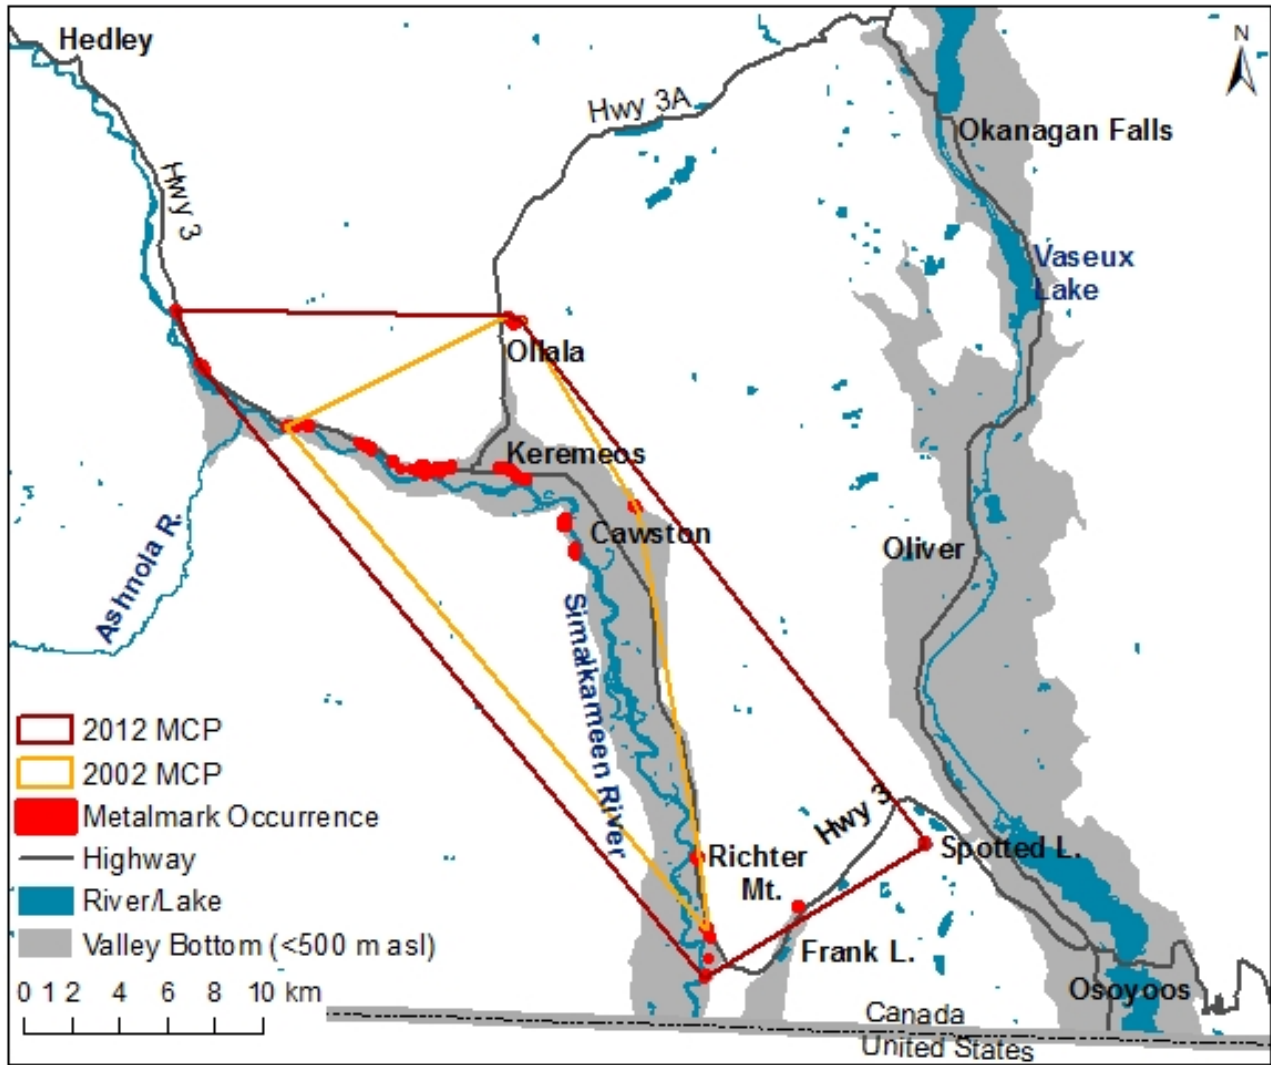 Hedley
N
Hwy 3A
Okanagan Falls
Hwy 3
Vaseux
Lake
Ollala
Keremeos
Cawston
Oliver
Ashnola R.
Simalkameen River
2012 MCP
2002 MCP
Metalmark Occurrence
Highway
River/Lake
Valley Bottom (<500 m asl)
0 1 2 4 6 8 10 km
Hwy 3
Richter
Mt.
Spotted L.
Frank L.
Osoyoos
Canada
United States